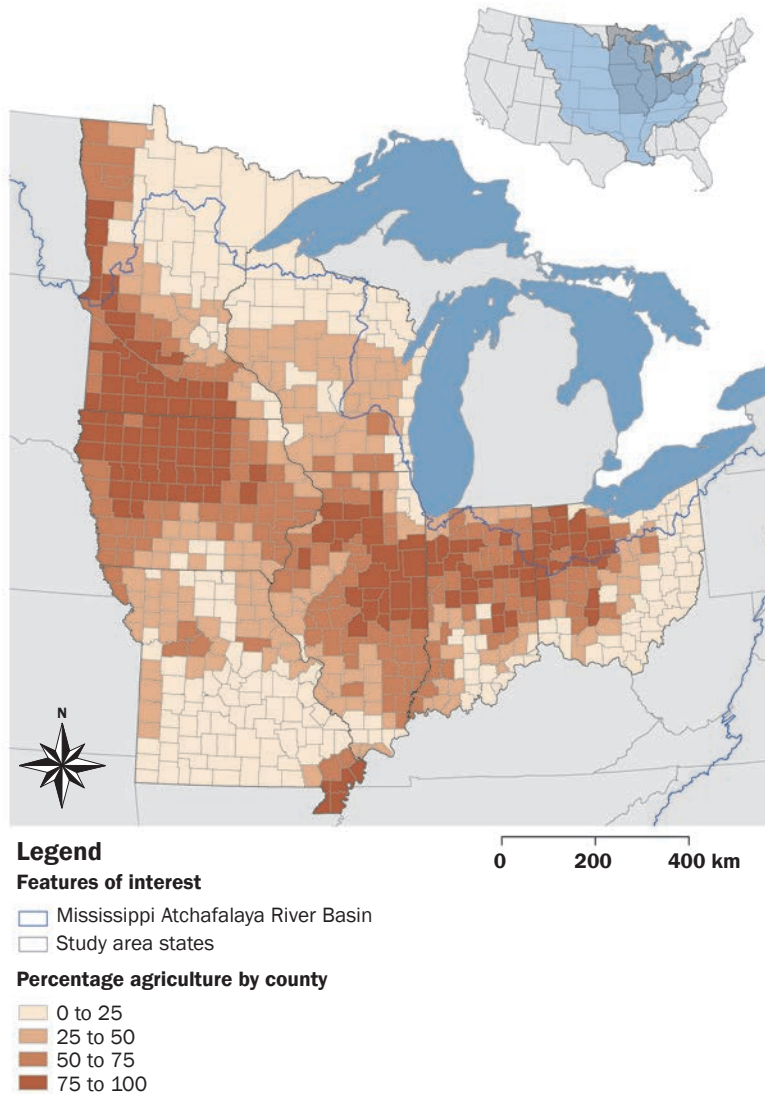 N
0 200 400 km
Legend
Features of interest
Mississippi Atchafalaya River Basin
Study area states
Percentage agriculture by county
0 to 25
25 to 50
50 to 75
75 to 100